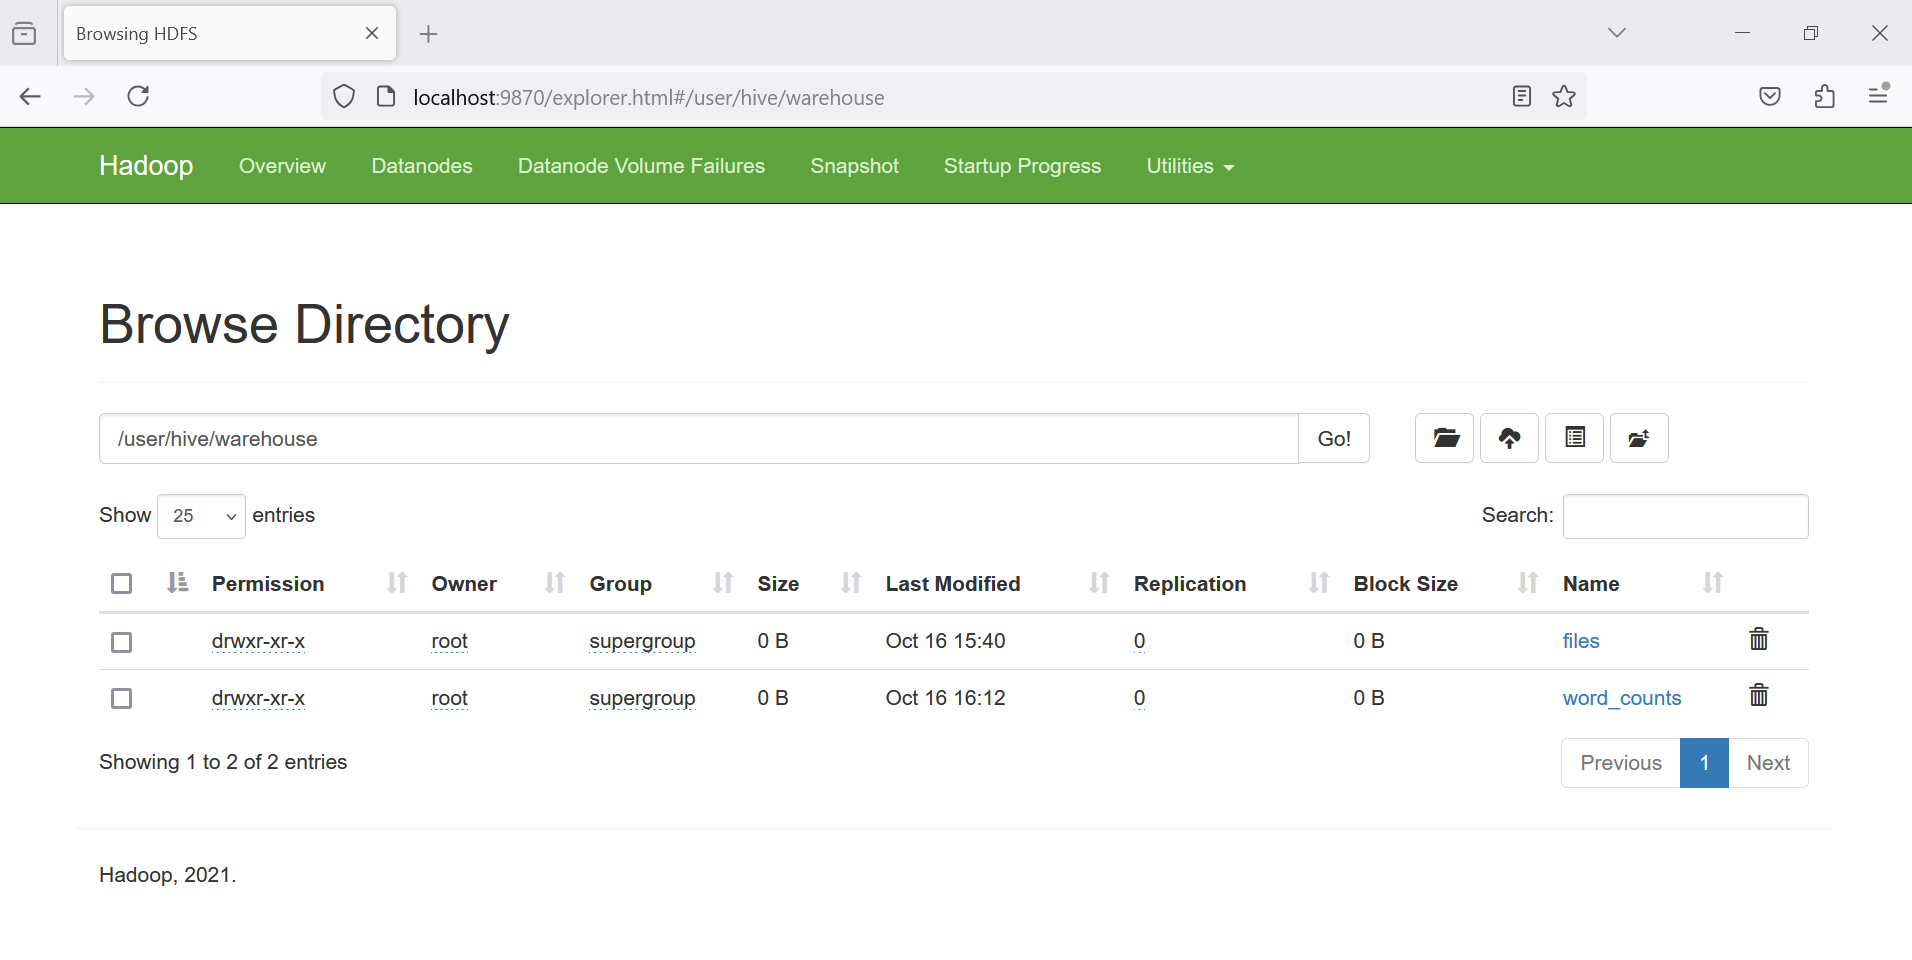 Browsing HDFS
localhost:9870/explorer.html#/user/hive/warehouse
Hadoop Overview Datanodes Datanode Volume Failures Snapshot Startup Progress Utilities
Browse Directory
/user/hive/warehouse Go!
Show 25 entries Search:
Permission Owner Group Size Last Modified Replication Block Size Name
drwxr-xr-x root supergroup 0 B Oct 16 15:40 0 0 B files
drwxr-xr-x root supergroup 0 B Oct 16 16:12 0 0 B word_counts
Showing 1 to 2 of 2 entries Previous 1 Next
Hadoop, 2021.